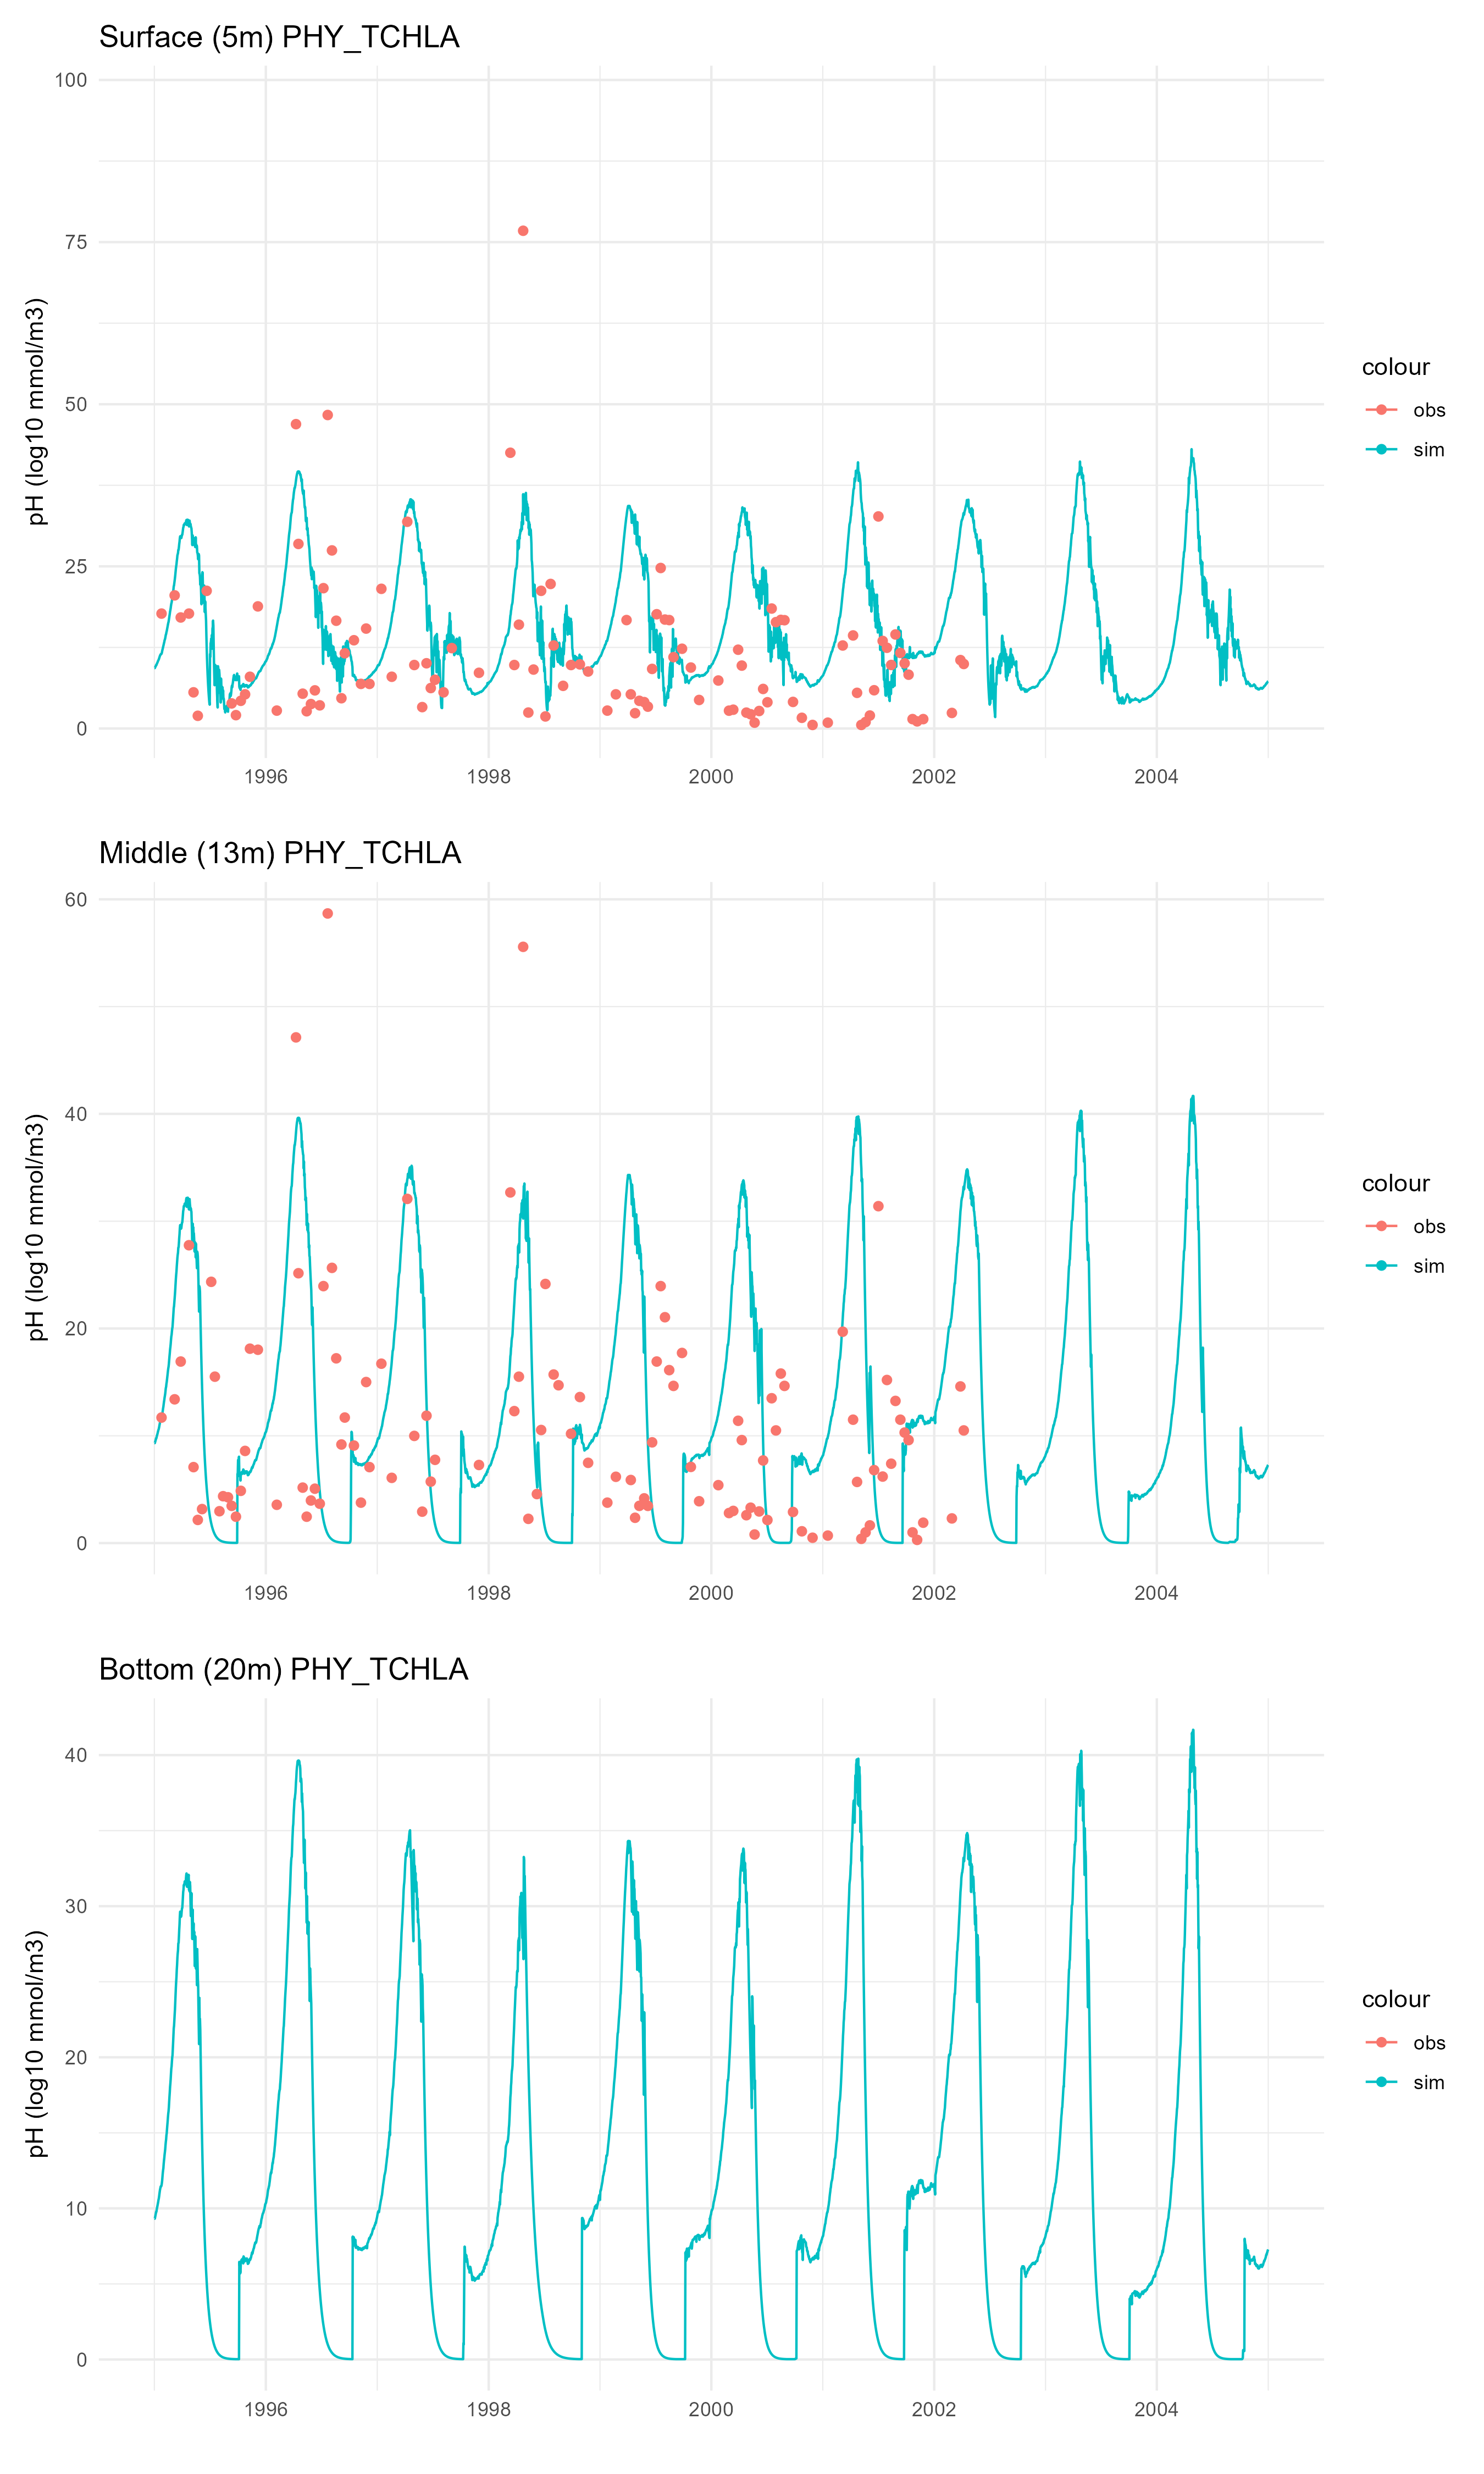 Surface (5m) PHY_TCHLA
100
75
50
25
0
pH (log10 mmol/m3)
1996 1998 2000 2002 2004
colour
obs
sim
Middle (13m) PHY_TCHLA
60
40
20
0
pH (log10 mmol/m3)
1996 1998 2000 2002 2004
colour
obs
sim
Bottom (20m) PHY_TCHLA
40
30
20
10
0
pH (log10 mmol/m3)
1996 1998 2000 2002 2004
colour
obs
sim